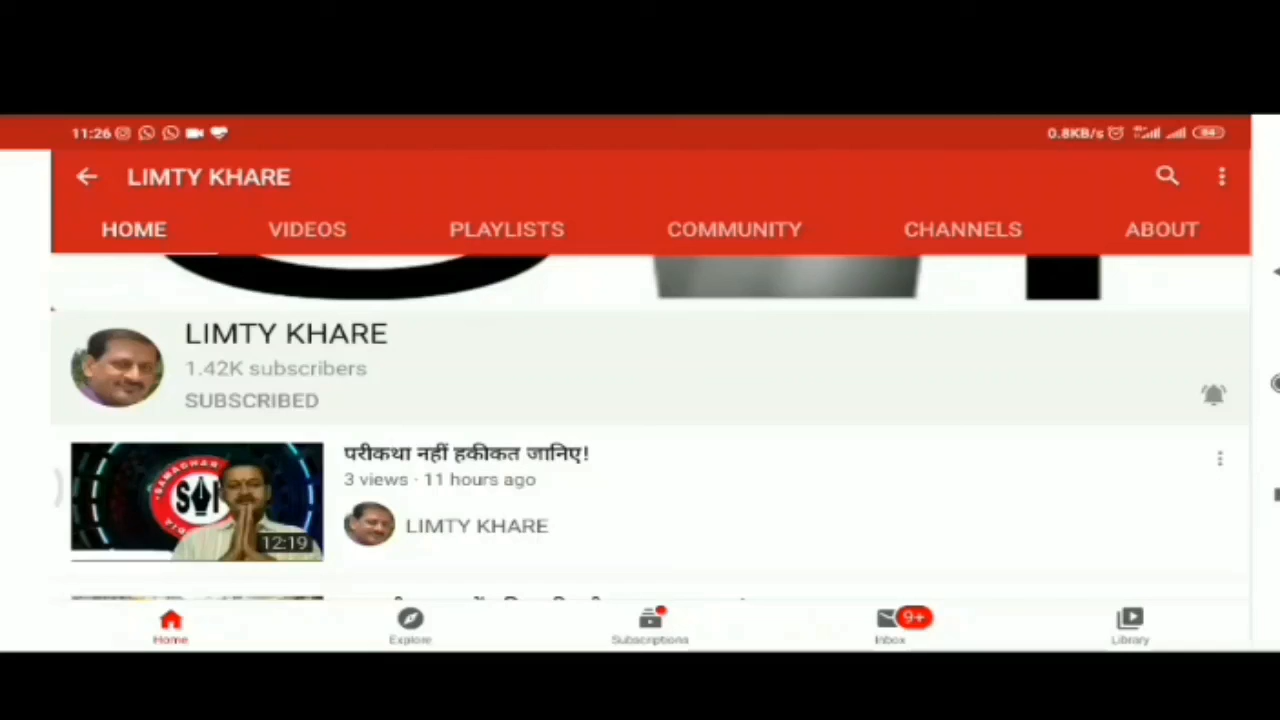 11:26
0.8KB/s
84
LIMTY KHARE
HOME VIDEOS PLAYLISTS COMMUNITY CHANNELS ABOUT
LIMTY KHARE
1.42K subscribers
SUBSCRIBED
परीकथा नहीं हकीकत जानिए!
3 views · 11 hours ago
LIMTY KHARE
12:19
Home Explore Subscriptions Inbox 9+ Library